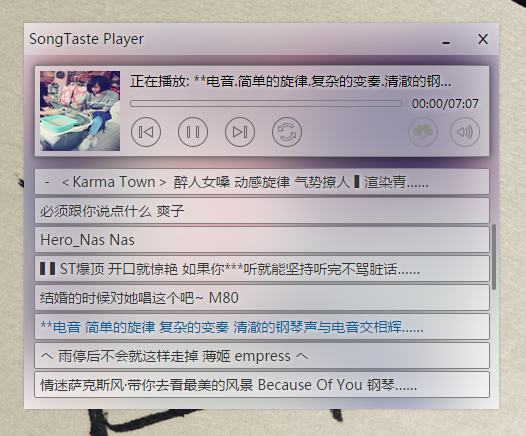 SongTaste Player
正在播放: **电音.简单的旋律.复杂的变奏.清澈的钢...
00:00/07:07
- ＜Karma Town＞ 醉人女嗓 动感旋律 气势撩人 ▌渲染青......
必须跟你说点什么 爽子
Hero_Nas Nas
▌▌ST爆顶 开口就惊艳 如果你***听就能坚持听完不骂脏话......
结婚的时候对她唱这个吧~ M80
**电音 简单的旋律 复杂的变奏 清澈的钢琴声与电音交相辉......
へ 雨停后不会就这样走掉 薄姬 empress へ
情迷萨克斯风·带你去看最美的风景 Because Of You 钢琴......